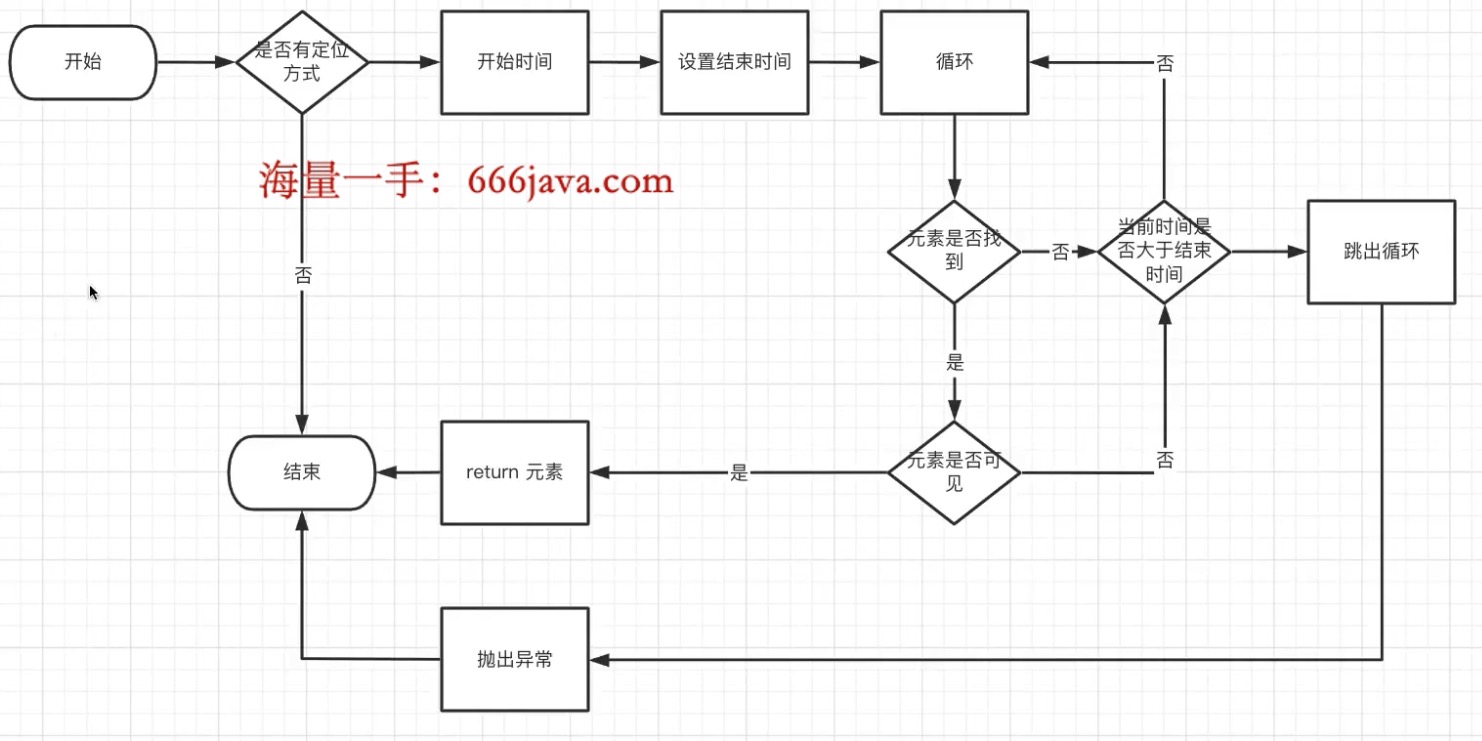 开始
是否有定位
方式
开始时间
设置结束时间
循环
否
海量一手：666java.com
元素是否找
到
否
当前时间是
否大于结束
时间
跳出循环
否
是
结束
return 元素
是
元素是否可
见
否
抛出异常